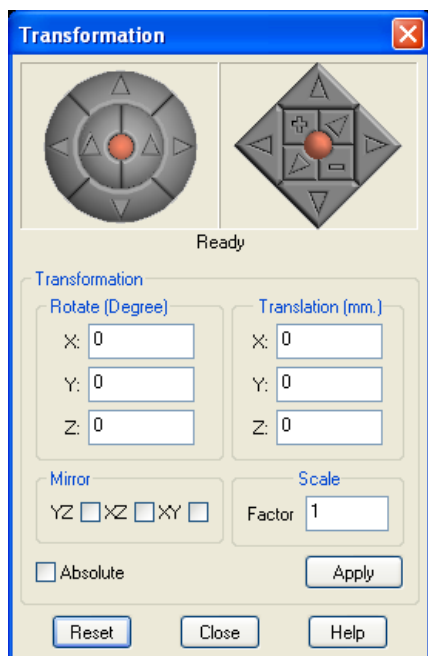 Transformation
Ready
Transformation
Rotate (Degree) Translation (mm.)
X: 0 X: 0
Y: 0 Y: 0
Z: 0 Z: 0
Mirror Scale
YZ XZ XY Factor 1
Absolute Apply
Reset Close Help